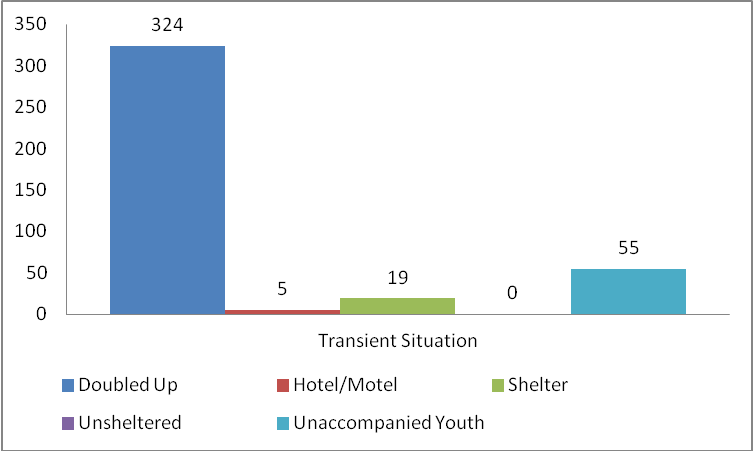 350
324
300
250
200
150
100
55
50
5
19
0
0
Transient Situation
Doubled Up
Hotel/Motel
Shelter
Unsheltered
Unaccompanied Youth